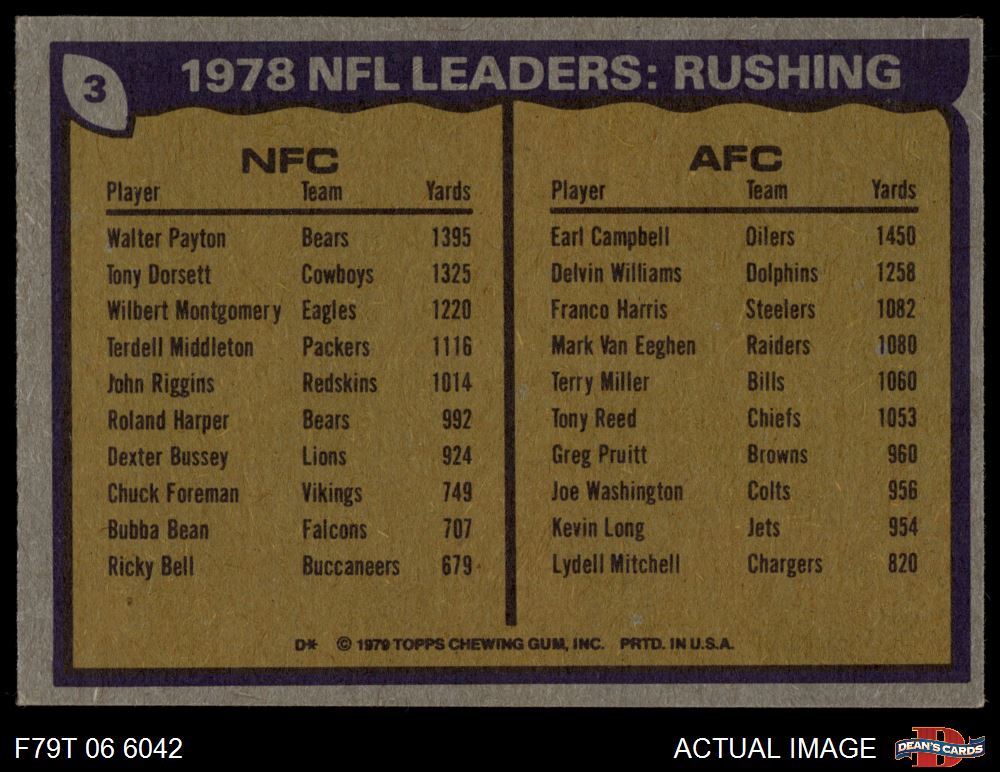 3
1978 NFL LEADERS: RUSHING
NFC
Player Team Yards
Walter Payton Bears 1395
Tony Dorsett Cowboys 1325
Wilbert Montgomery Eagles 1220
Terdell Middleton Packers 1116
John Riggins Redskins 1014
Roland Harper Bears 992
Dexter Bussey Lions 924
Chuck Foreman Vikings 749
Bubba Bean Falcons 707
Ricky Bell Buccaneers 679
AFC
Player Team Yards
Earl Campbell Oilers 1450
Delvin Williams Dolphins 1258
Franco Harris Steelers 1082
Mark Van Eeghen Raiders 1080
Terry Miller Bills 1060
Tony Reed Chiefs 1053
Greg Pruitt Browns 960
Joe Washington Colts 956
Kevin Long Jets 954
Lydell Mitchell Chargers 820
D* © 1979 TOPPS CHEWING GUM, INC. PRTD. IN U.S.A.
F79T 06 6042
ACTUAL IMAGE
D
DEAN'S CARDS